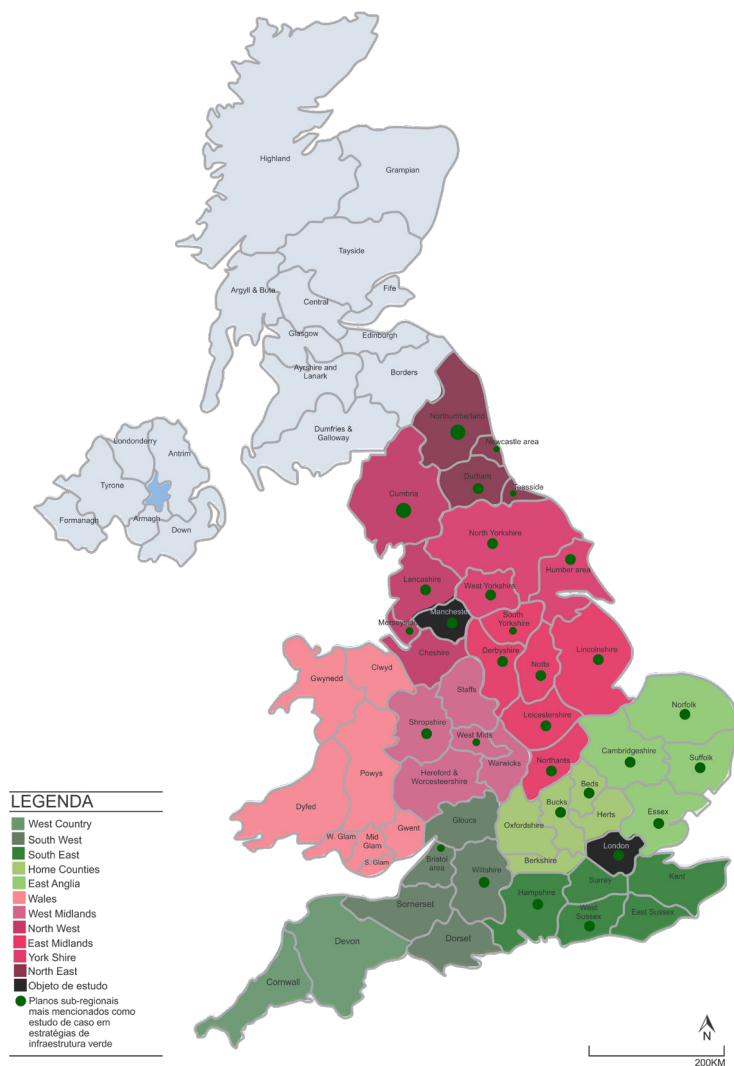 Highland
Grampian
Tayside
Argyll & Bute
Fife
Central
Glasgow
Edinburgh
Ayrshire and
Lanark
Borders
Dumfries &
Galloway
Londonderry
Antrim
Tyrone
Formanagh
Armagh
Down
Northumberland
Newcastle area
Durham
Teasside
Cumbria
North Yorkshire
Humber area
Lancashire
West Yorkshire
Manchester
South
Yorkshire
Merseyside
Cheshire
Derbyshire
Notts
Lincolnshire
Clwyd
Gwynedd
Staffs
Shropshire
Leicestershire
Norfolk
West Mids
Cambridgeshire
Warwicks
Northants
Suffolk
Powys
Hereford &
Worcestershire
Beds
Bucks
Dyfed
Gwent
Gloucs
Herts
Essex
Oxfordshire
W. Glam
Mid
Glam
S. Glam
London
Berkshire
Bristol
area
Wiltshire
Surrey
Kent
Hampshire
Somerset
West
Sussex
East Sussex
Dorset
Devon
Cornwall
LEGENDA
West Country
South West
South East
Home Counties
East Anglia
Wales
West Midlands
North West
East Midlands
York Shire
North East
Objeto de estudo
Planos sub-regionais
mais mencionados como
estudo de caso em
estratégias de
infraestrutura verde
N
200KM